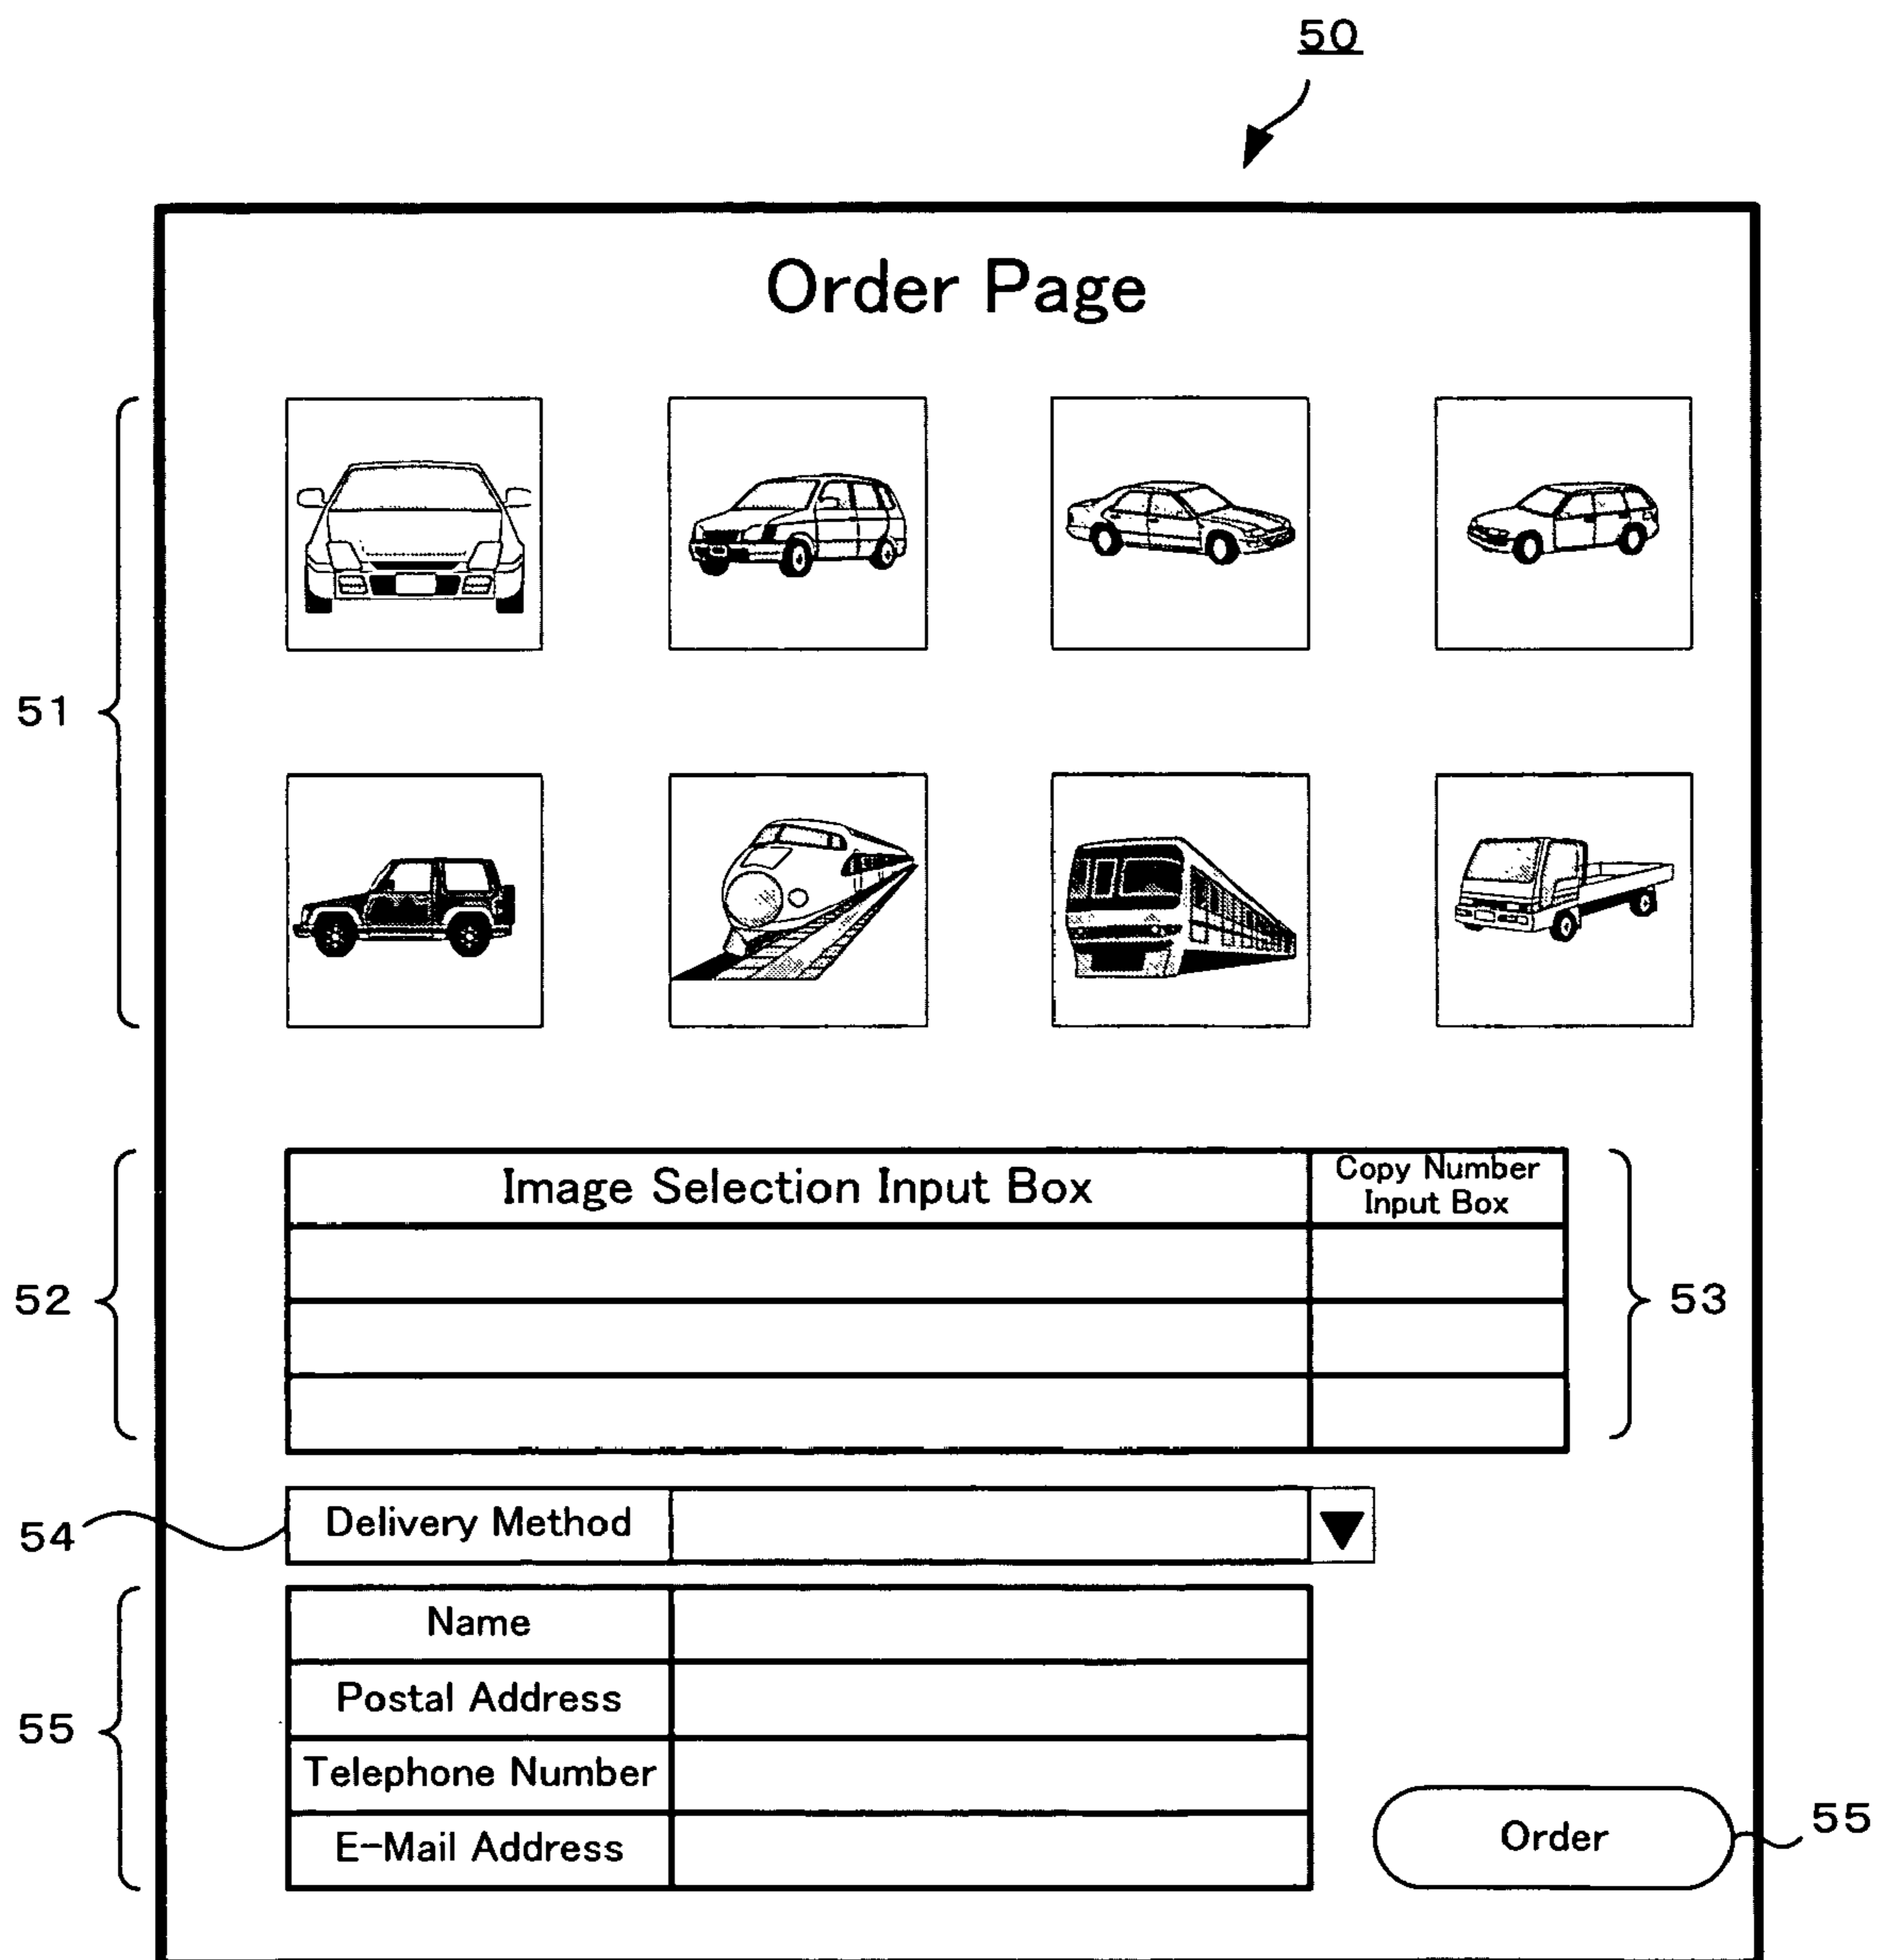 50
Order Page
51
52
Image Selection Input Box
Copy Number
Input Box
53
54
Delivery Method
55
Name
Postal Address
Telephone Number
E-Mail Address
Order
55